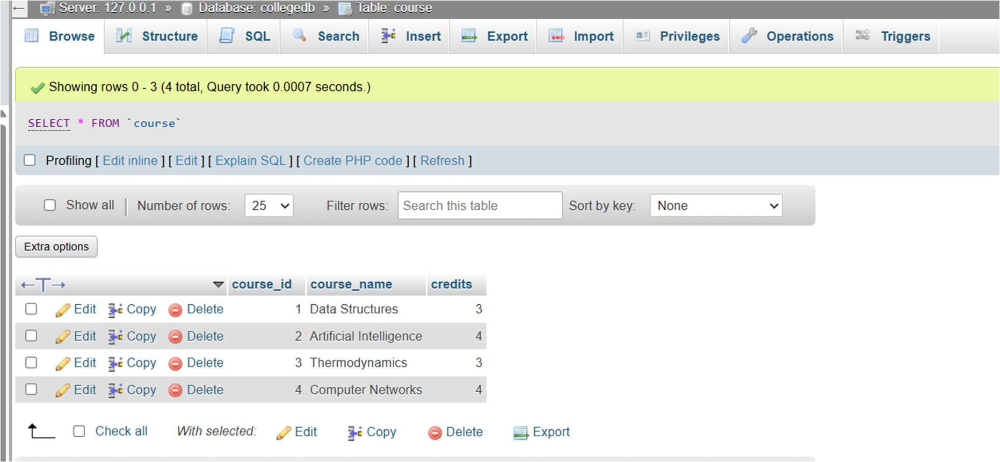 Server: 127.0.0.1 » Database: collegedb » Table: course
Browse Structure SQL Search Insert Export Import Privileges Operations Triggers
Showing rows 0 - 3 (4 total, Query took 0.0007 seconds.)
SELECT * FROM `course`
Profiling [ Edit inline ] [ Edit ] [ Explain SQL ] [ Create PHP code ] [ Refresh ]
Show all Number of rows: 25 Filter rows: Search this table Sort by key: None
Extra options
←T→ course_id course_name credits
Edit Copy Delete 1 Data Structures 3
Edit Copy Delete 2 Artificial Intelligence 4
Edit Copy Delete 3 Thermodynamics 3
Edit Copy Delete 4 Computer Networks 4
Check all With selected: Edit Copy Delete Export